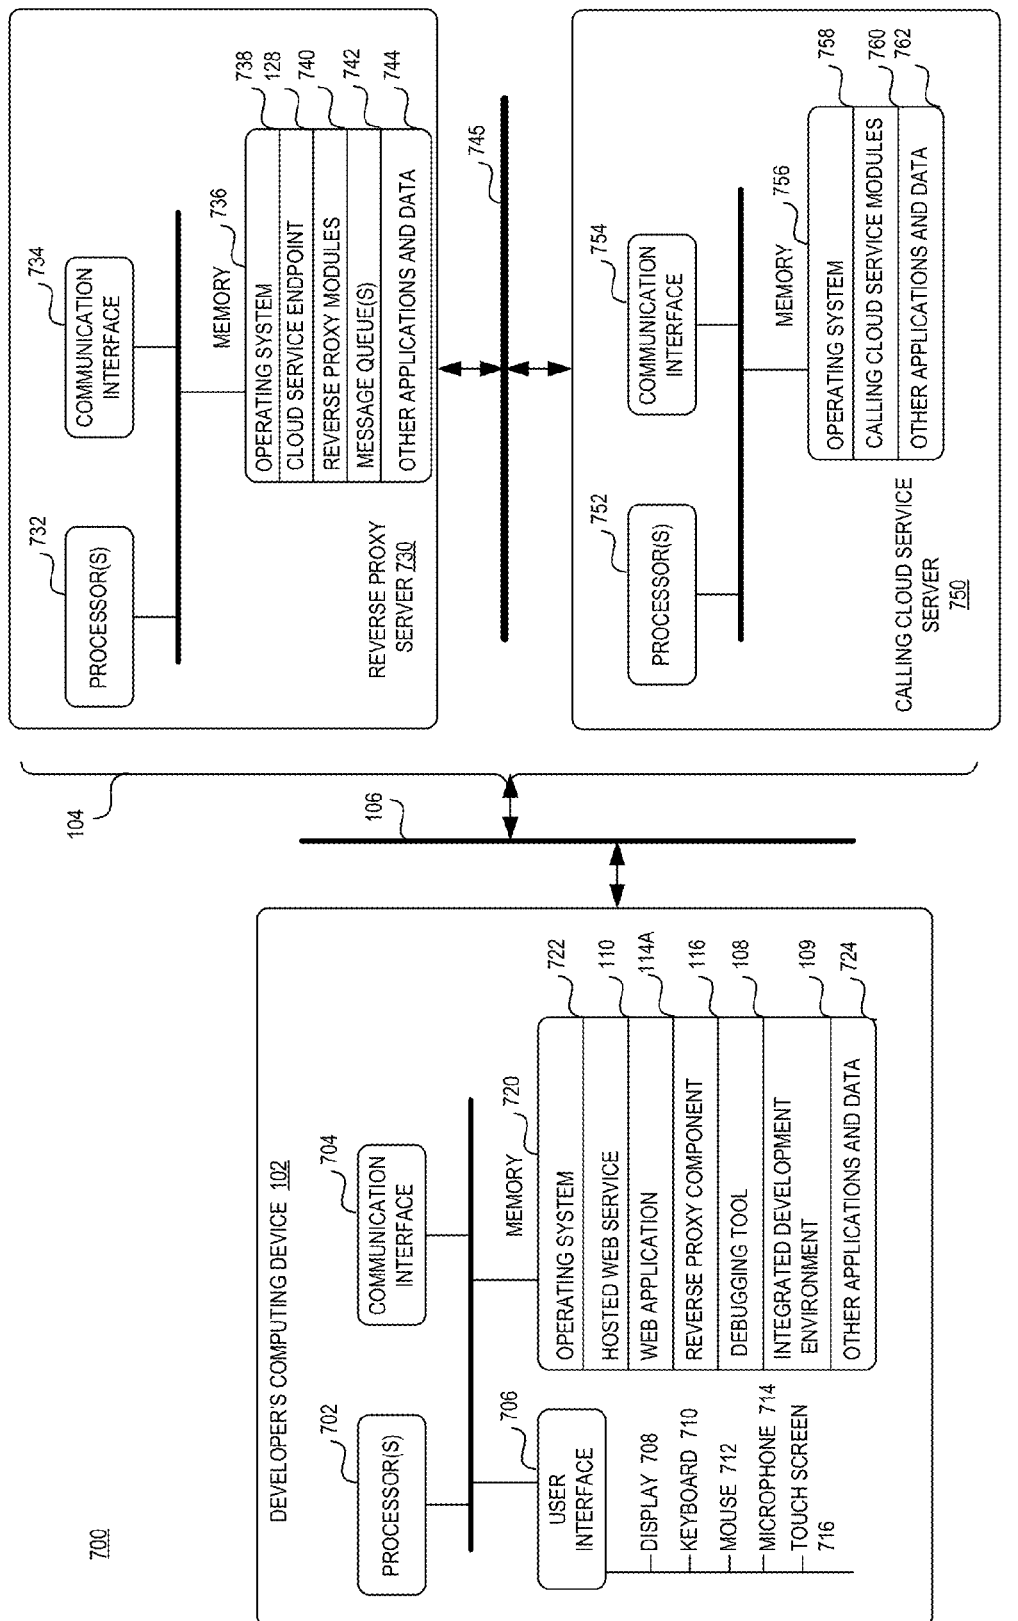 700
DEVELOPER'S COMPUTING DEVICE 102
702
PROCESSOR(S)
704
COMMUNICATION
INTERFACE
706
USER
INTERFACE
DISPLAY 708
KEYBOARD 710
MOUSE 712
MICROPHONE 714
TOUCH SCREEN
716
MEMORY
720
OPERATING SYSTEM
722
HOSTED WEB SERVICE
110
WEB APPLICATION
114A
REVERSE PROXY COMPONENT
116
DEBUGGING TOOL
108
INTEGRATED DEVELOPMENT
ENVIRONMENT
109
OTHER APPLICATIONS AND DATA
724
106
104
732
PROCESSOR(S)
734
COMMUNICATION
INTERFACE
MEMORY
736
OPERATING SYSTEM
738
CLOUD SERVICE ENDPOINT
128
REVERSE PROXY MODULES
740
MESSAGE QUEUE(S)
742
OTHER APPLICATIONS AND DATA
744
REVERSE PROXY
SERVER 730
745
752
PROCESSOR(S)
754
COMMUNICATION
INTERFACE
MEMORY
756
OPERATING SYSTEM
758
CALLING CLOUD SERVICE MODULES
760
OTHER APPLICATIONS AND DATA
762
CALLING CLOUD SERVICE
SERVER
750